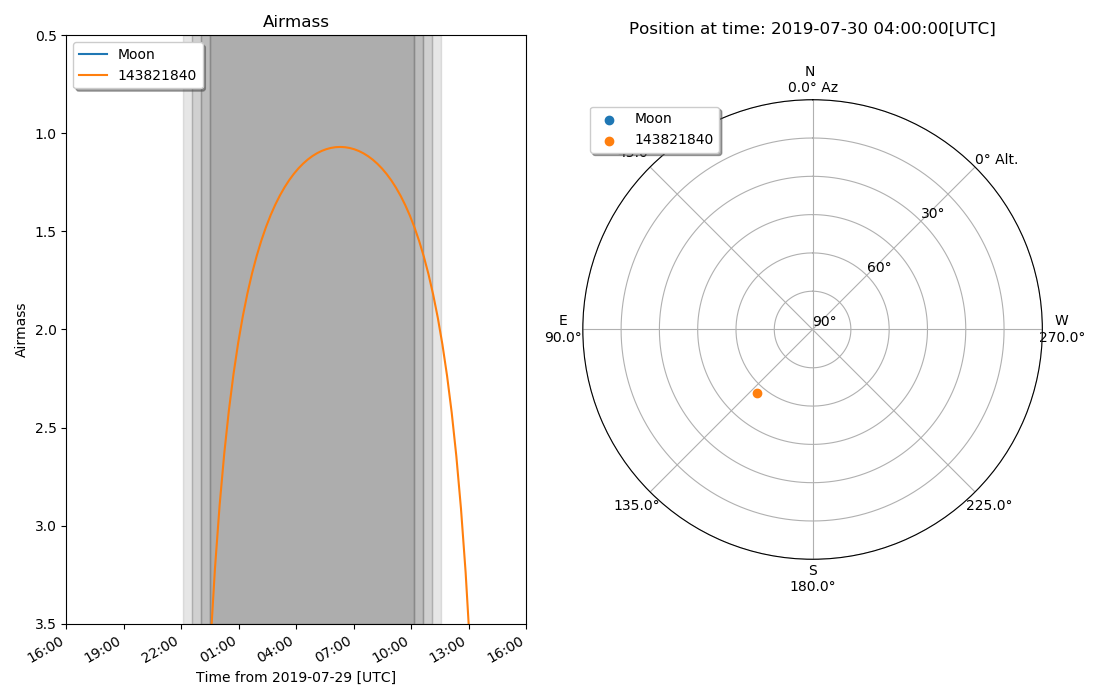 Airmass
Moon
143821840
0.5
1.0
1.5
2.0
2.5
3.0
3.5
Airmass
16:00
19:00
22:00
01:00
04:00
07:00
10:00
13:00
16:00
Time from 2019-07-29 [UTC]
Position at time: 2019-07-30 04:00:00[UTC]
N
0.0° Az
Moon
143821840
0° Alt.
30°
60°
90°
E
90.0°
W
270.0°
135.0°
225.0°
S
180.0°